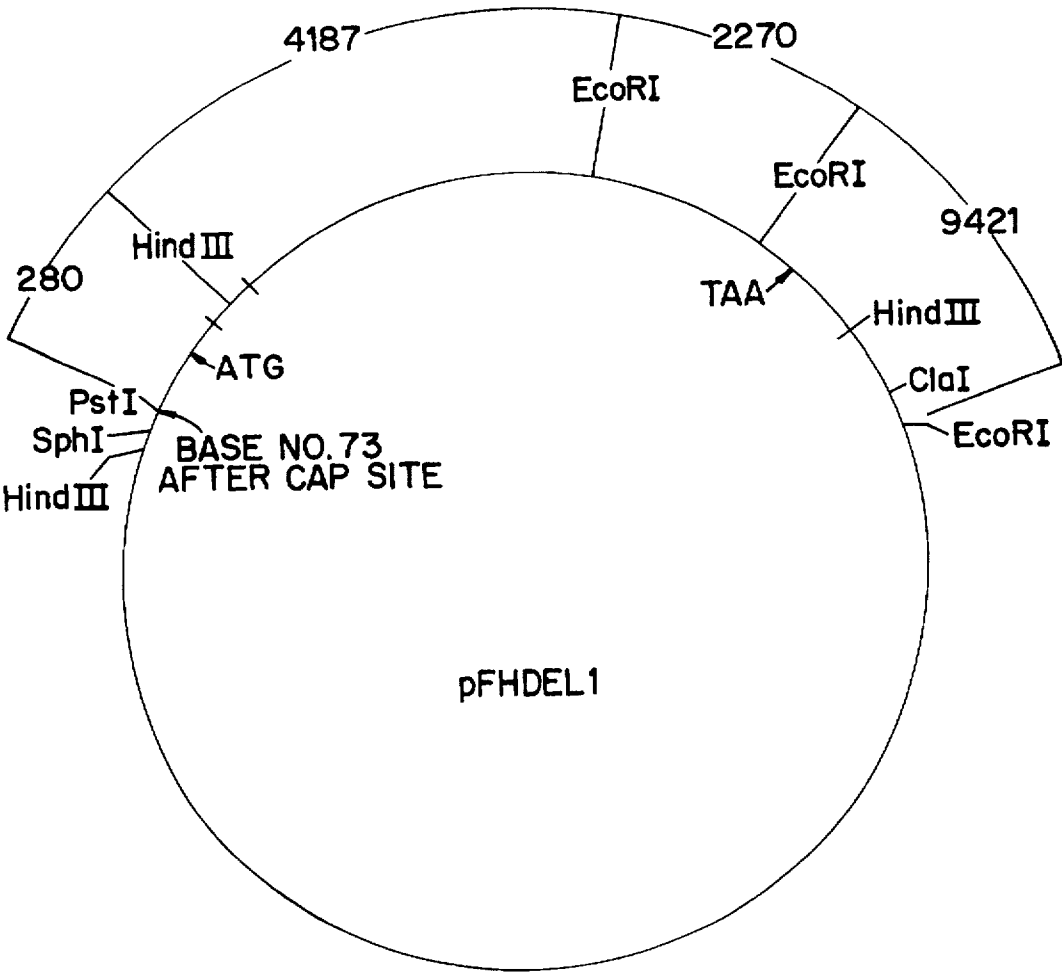 4187
2270
EcoRI
EcoRI
9421
HindIII
280
TAA
HindIII
ATG
ClaI
PstI
SphI
BASE NO.73
AFTER CAP SITE
EcoRI
HindIII
pFHDEL1